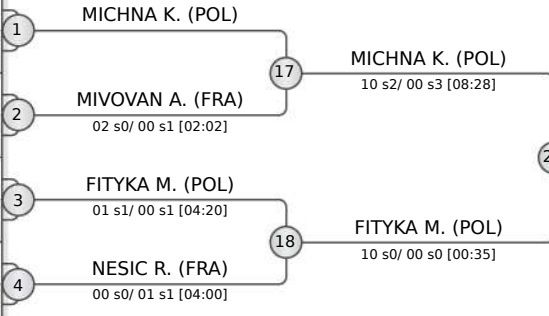 MICHNA K. (POL)
1
17
MICHNA K. (POL)
10 s2/ 00 s3 [08:28]
MIVOVAN A. (FRA)
2
02 s0/ 00 s1 [02:02]
2
FITYKA M. (POL)
3
01 s1/ 00 s1 [04:20]
18
FITYKA M. (POL)
10 s0/ 00 s0 [00:35]
NESIC R. (FRA)
4
00 s0/ 01 s1 [04:00]